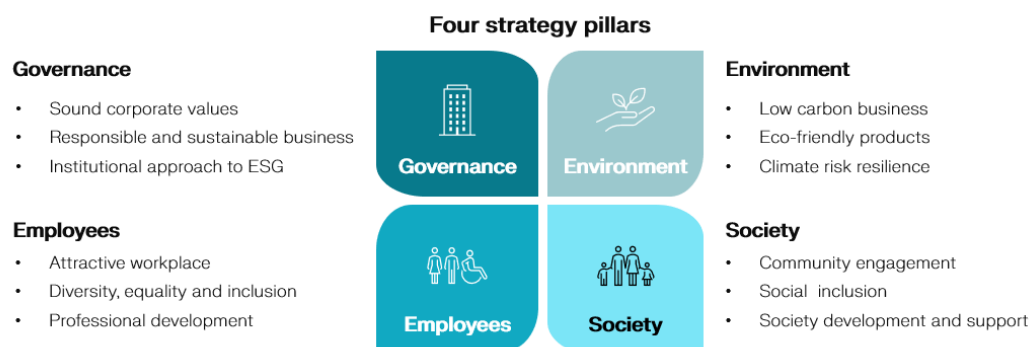 Four strategy pillars
Governance
• Sound corporate values
• Responsible and sustainable business
• Institutional approach to ESG
Governance
Environment
Environment
• Low carbon business
• Eco-friendly products
• Climate risk resilience
Employees
• Attractive workplace
• Diversity, equality and inclusion
• Professional development
Employees
Society
Society
• Community engagement
• Social inclusion
• Society development and support